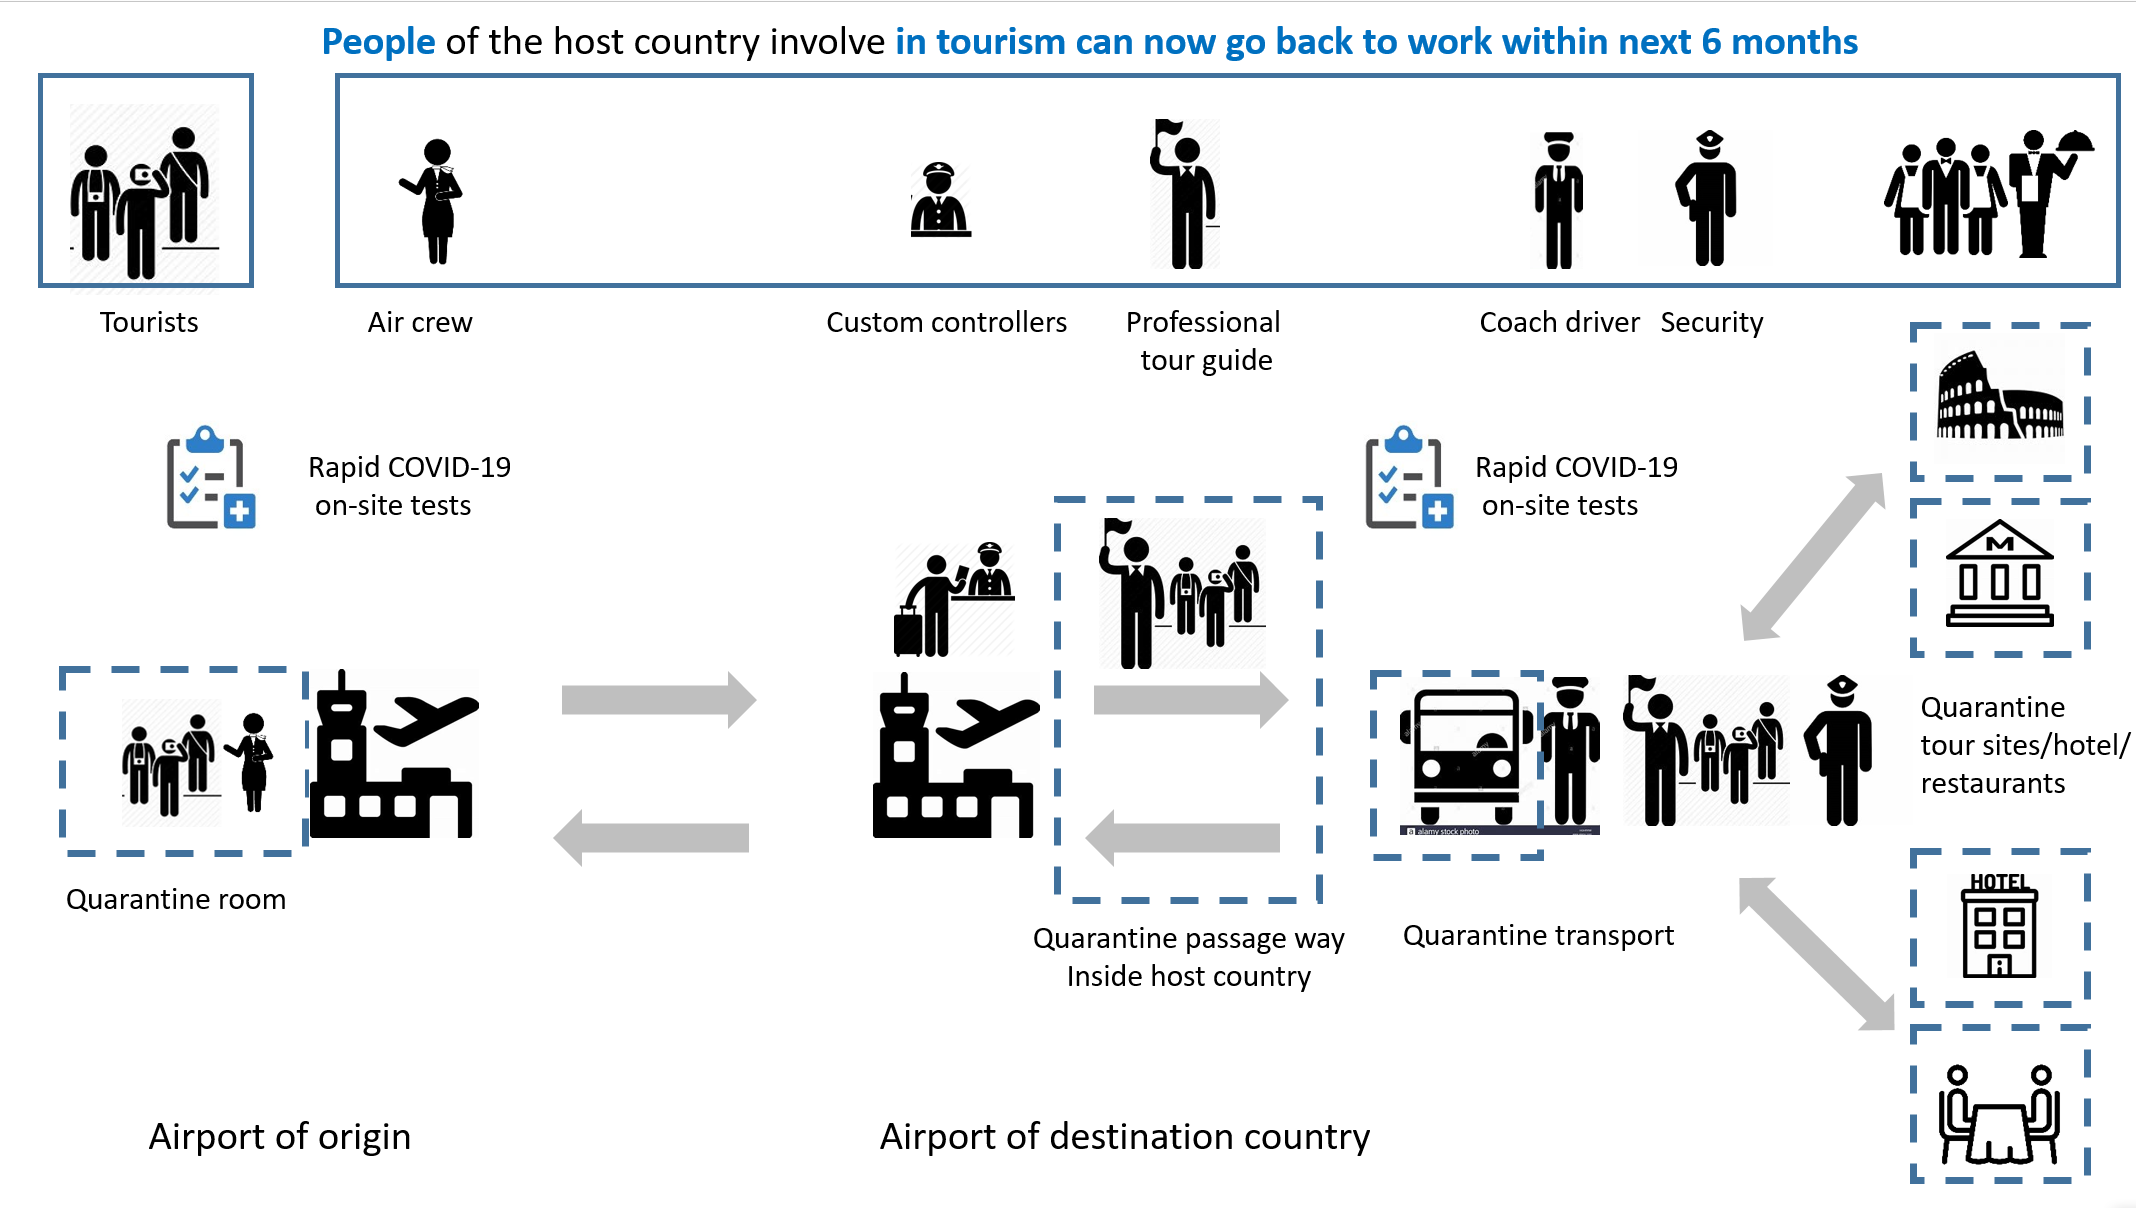 People of the host country involve in tourism can now go back to work within next 6 months
Tourists
Air crew
Custom controllers
Professional
tour guide
Coach driver
Security
Rapid COVID-19
on-site tests
Rapid COVID-19
on-site tests
M
Quarantine
tour sites/hotel/
restaurants
a alamy stock photo
HOTEL
Quarantine room
Quarantine passage way
Inside host country
Quarantine transport
Airport of origin
Airport of destination country